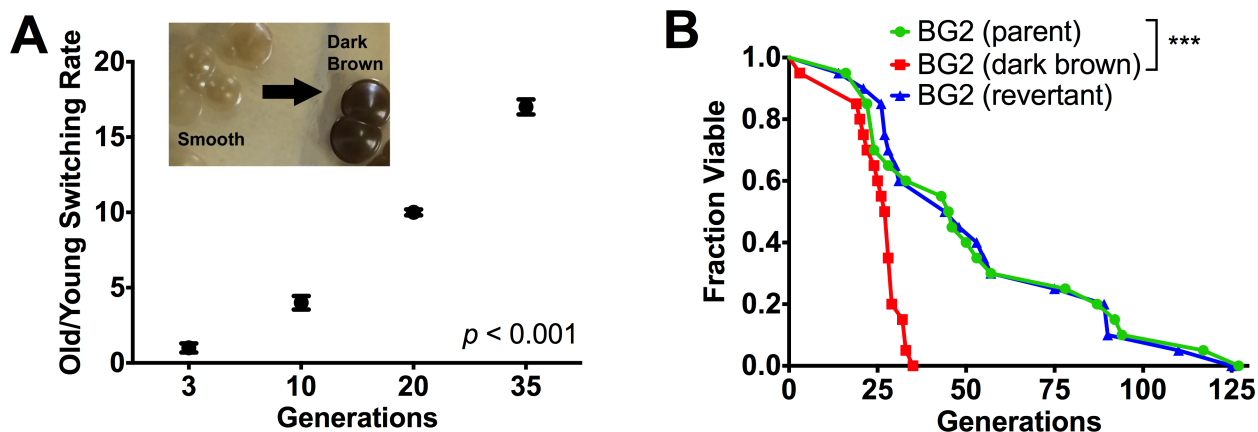 A
Old/Young Switching Rate
20
15
10
5
0
Smooth
Dark
Brown
p < 0.001
3
10
20
35
Generations
B
BG2 (parent)
BG2 (dark brown)
BG2 (revertant)
***
Fraction Viable
1.0
0.8
0.6
0.4
0.2
0.0
0
25
50
75
100
125
Generations